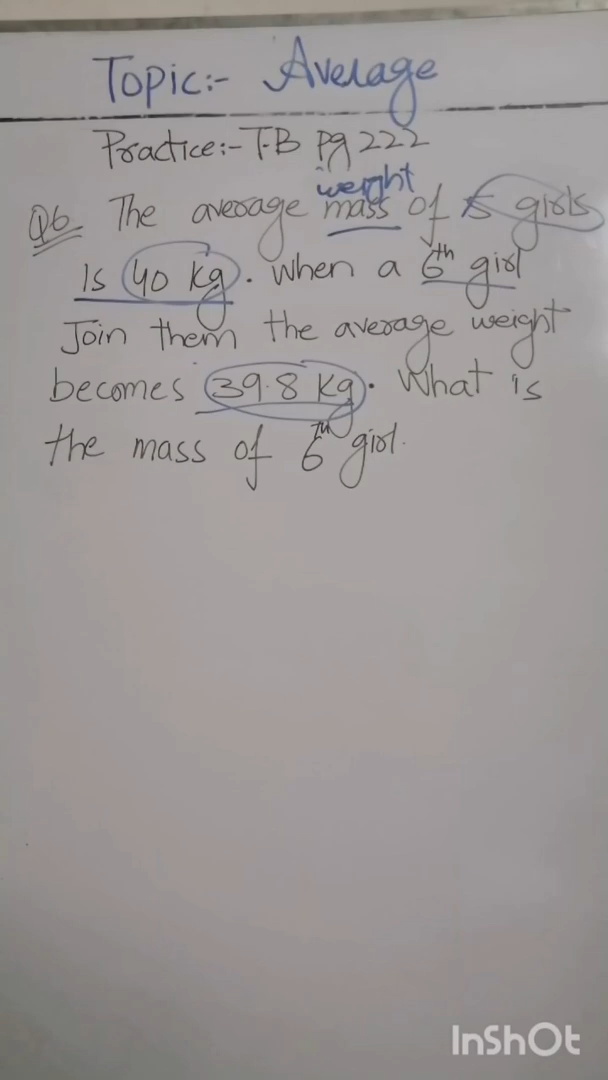 Topic:- Average
Practice:- T.B Pg 222
weight
Q6 The average mass of 5 girls
is 40 kg. When a 6th girl
Join them the average weight
becomes 39.8 kg. What is
the mass of 6th girl.
InShOt